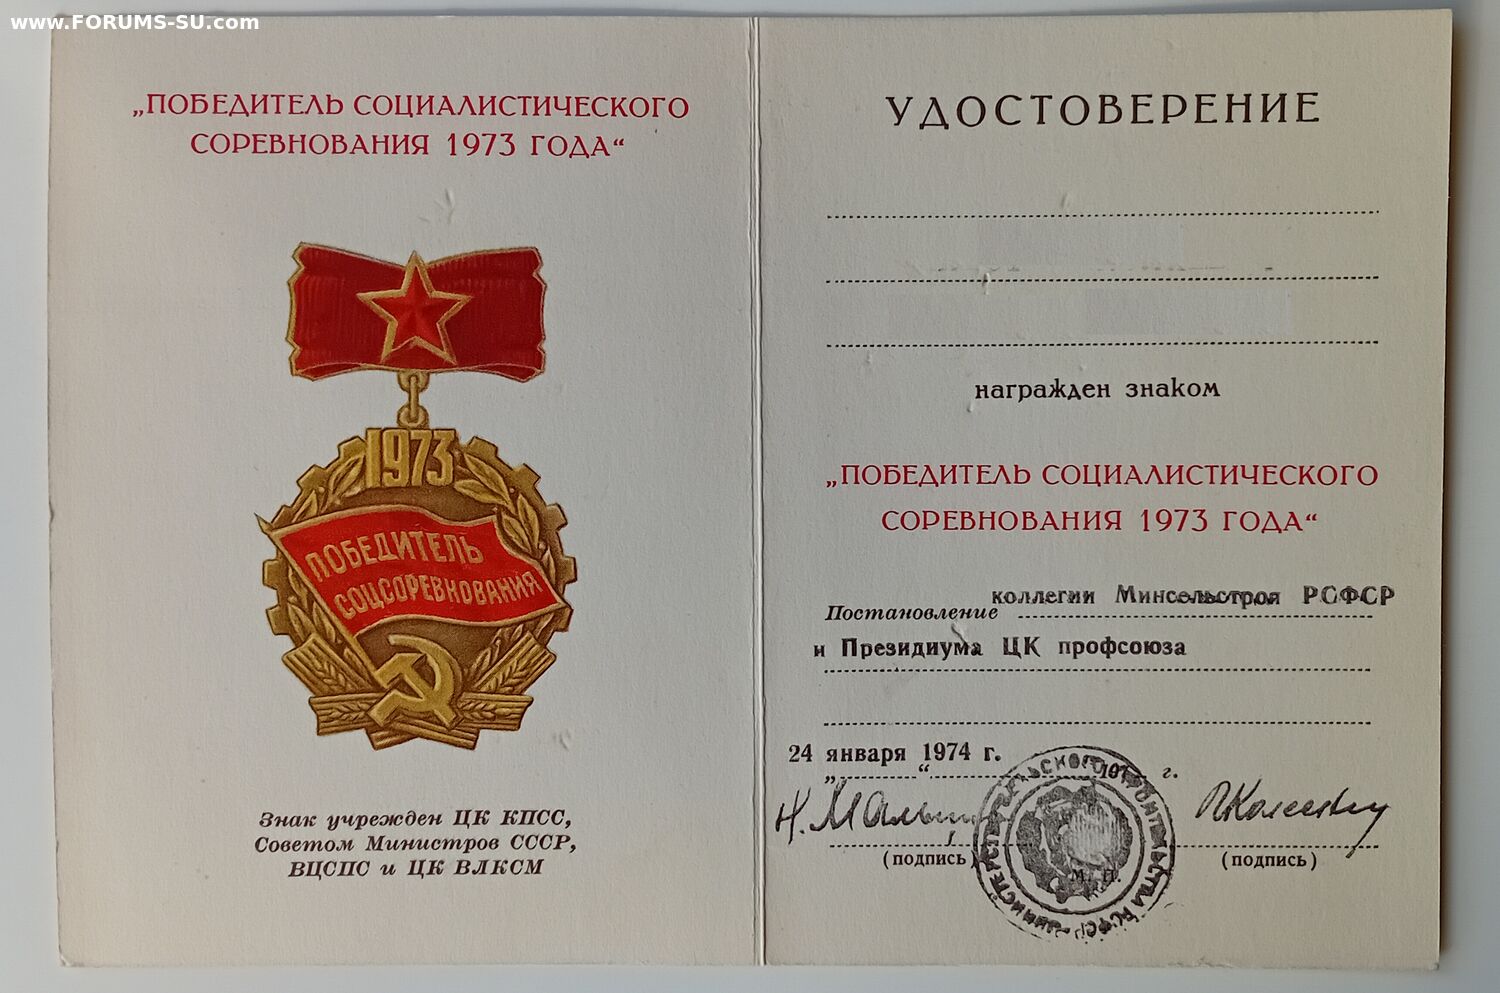 www.FORUMS-SU.com
„ПОБЕДИТЕЛЬ СОЦИАЛИСТИЧЕСКОГО
СОРЕВНОВАНИЯ 1973 ГОДА“
1973
ПОБЕДИТЕЛЬ
СОЦСОРЕВНОВАНИЯ
Знак учрежден ЦК КПСС,
Советом Министров СССР,
ВЦСПС и ЦК ВЛКСМ
УДОСТОВЕРЕНИЕ
награжден знаком
„ПОБЕДИТЕЛЬ СОЦИАЛИСТИЧЕСКОГО
СОРЕВНОВАНИЯ 1973 ГОДА“
Постановление коллегии Минсельстроя РСФСР
и Президиума ЦК профсоюза
24 января 1974 г.
„ “ 197 г.
(подпись) М. П. (подпись)